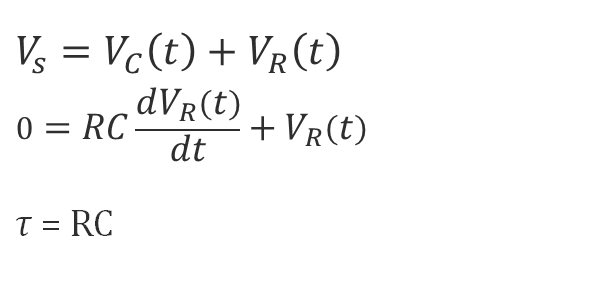 V_s = V_C(t) + V_R(t)
0 = RC dV_R(t)/dt + V_R(t)
τ = RC